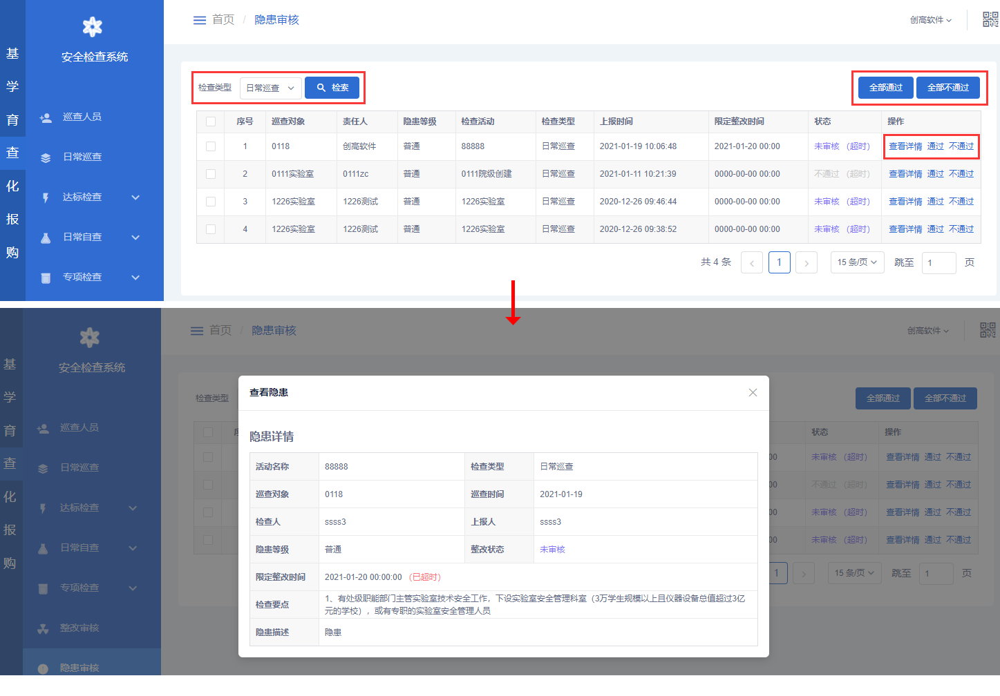 首页 / 隐患审核
创高软件
安全检查系统
基
学
育
查
化
报
购
巡查人员
日常巡查
达标检查
日常自查
专项检查
检查类型 日常巡查 检索 全部通过 全部不通过
序号 巡查对象 责任人 隐患等级 检查活动 检查类型 上报时间 限定整改时间 状态 操作
1 0118 创高软件 普通 88888 日常巡查 2021-01-19 10:06:48 2021-01-20 00:00 未审核 (超时) 查看详情 通过 不通过
2 0111实验室 0111zc 普通 0111院级创建 日常巡查 2021-01-11 10:21:39 0000-00-00 00:00 不通过 (超时) 查看详情 通过 不通过
3 1226实验室 1226测试 普通 1226实验室 日常巡查 2020-12-26 09:46:44 0000-00-00 00:00 未审核 (超时) 查看详情 通过 不通过
4 1226实验室 1226测试 普通 1226实验室 日常巡查 2020-12-26 09:38:52 0000-00-00 00:00 未审核 (超时) 查看详情 通过 不通过
共 4 条 < 1 > 15 条/页 跳至 1 页
首页 / 隐患审核
创高软件
安全检查系统
基
学
育
查
化
报
购
巡查人员
日常巡查
达标检查
日常自查
专项检查
整改审核
隐患审核
检查类型
全部通过 全部不通过
状态 操作
00 未审核 (超时) 查看详情 通过 不通过
00 不通过 (超时) 查看详情 通过 不通过
00 未审核 (超时) 查看详情 通过 不通过
00 未审核 (超时) 查看详情 通过 不通过
1 > 15 条/页 跳至 1 页
查看隐患
隐患详情
活动名称 88888 检查类型 日常巡查
巡查对象 0118 巡查时间 2021-01-19
检查人 ssss3 上报人 ssss3
隐患等级 普通 整改状态 未审核
限定整改时间 2021-01-20 00:00:00 (已超时)
检查要点 1、有处级职能部门主管实验室技术安全工作，下设实验室安全管理科室（3万学生规模以上且仪器设备总值超过3亿
元的学校），或有专职的实验室安全管理人员
隐患描述 隐患